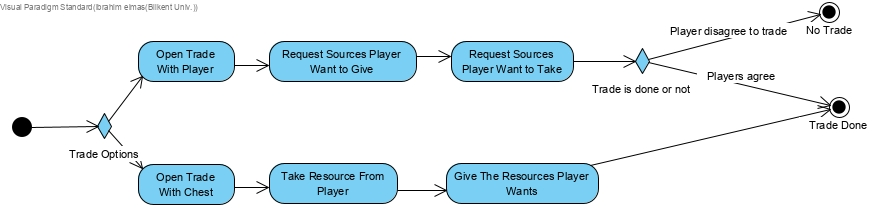 Visual Paradigm Standard(ibrahim elmas(Bilkent Univ.))
Player disagree to trade
No Trade
Open Trade
With Player
Request Sources Player
Want to Give
Request Sources
Player Want to Take
Trade is done or not
Players agree
Trade Done
Trade Options
Open Trade
With Chest
Take Resource From
Player
Give The Resources Player
Wants